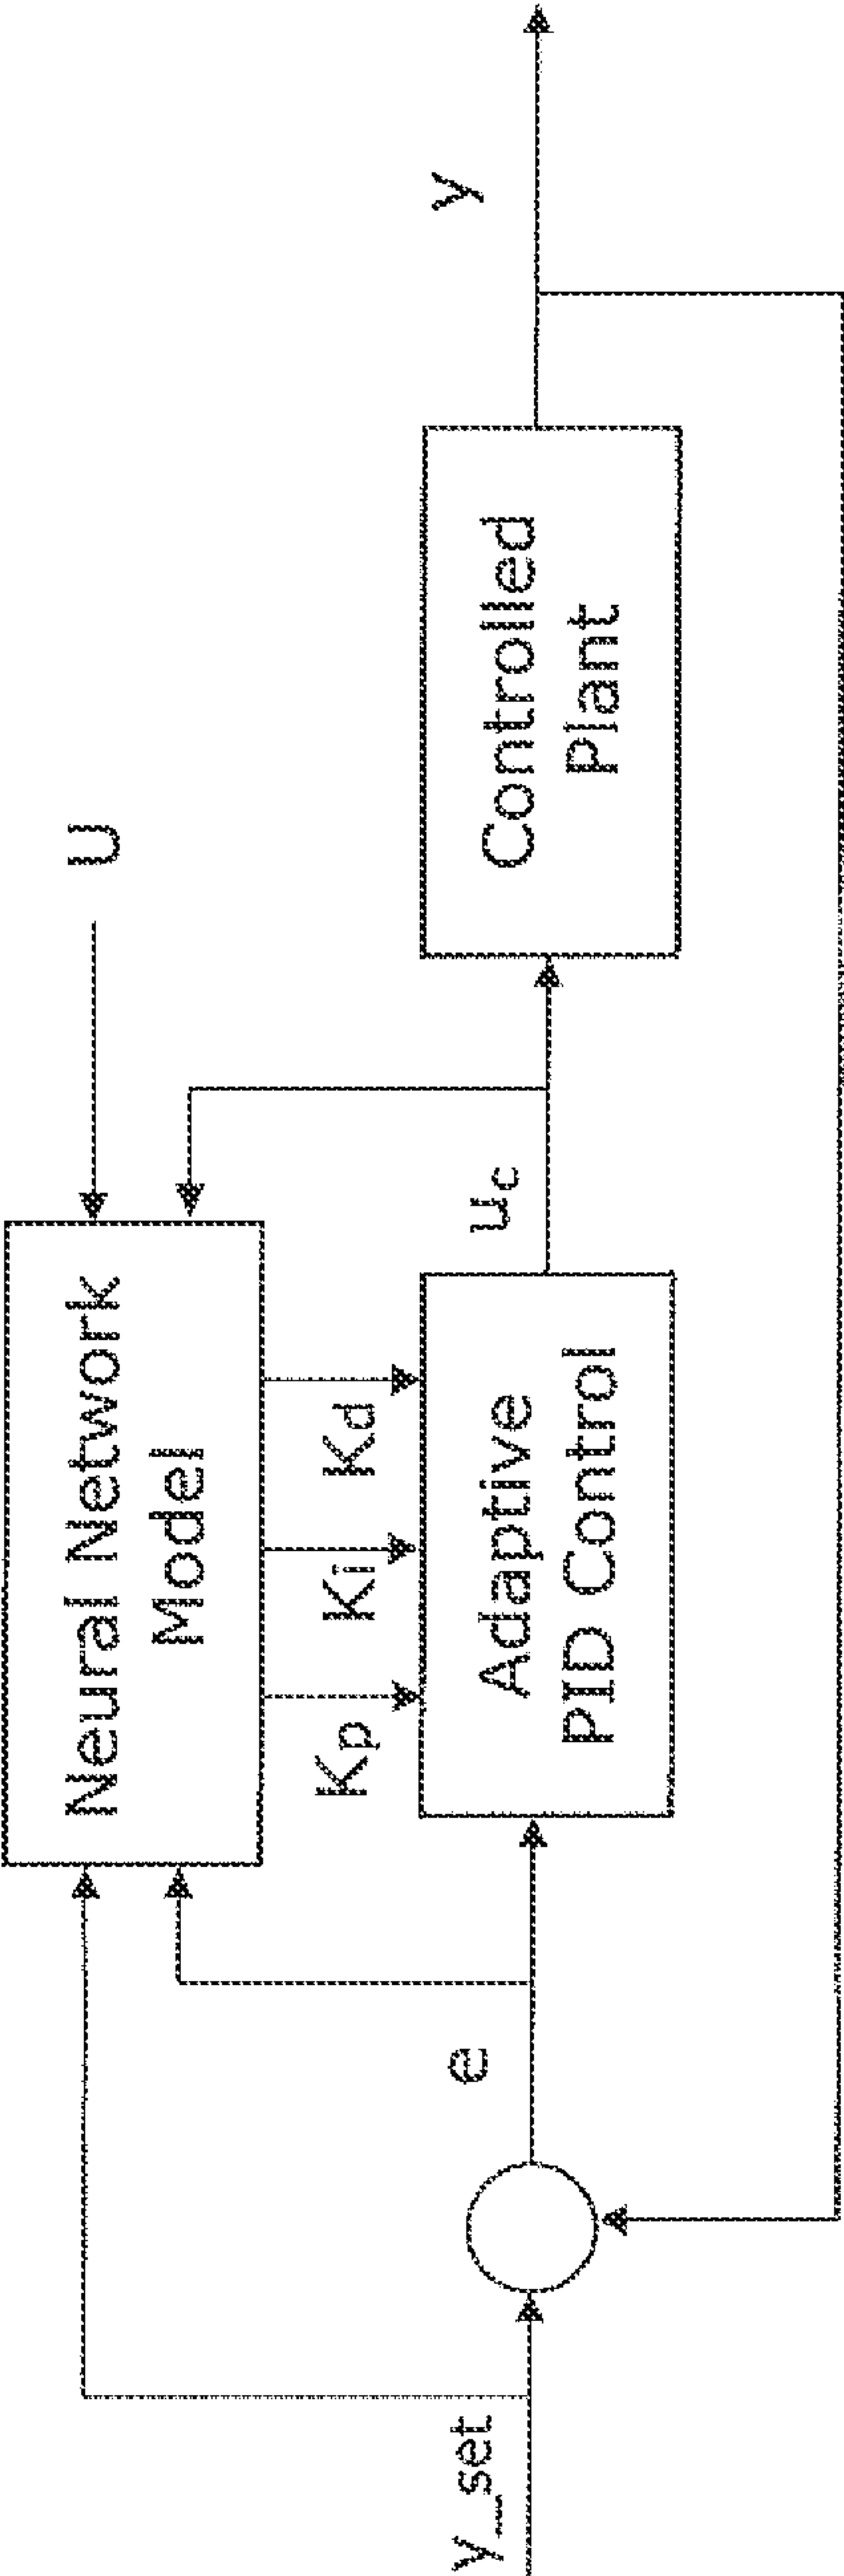 Neural Network
Model
U
Kp
Ki
Kd
y_set
e
Adaptive
PID Control
uc
Controlled
Plant
y